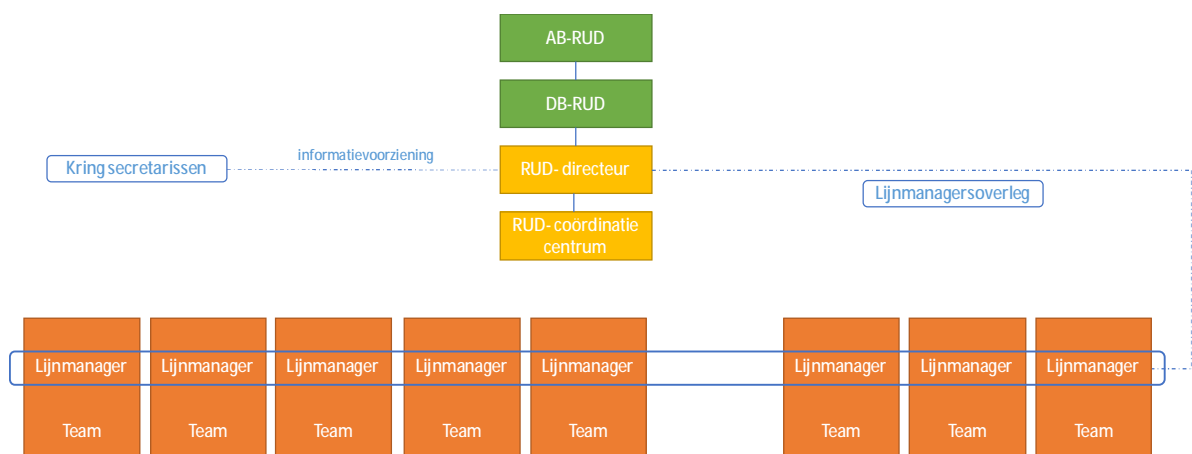 AB-RUD
DB-RUD
informatievoorziening
Kring secretarissen
RUD- directeur
Lijnmanagersoverleg
RUD- coördinatie
centrum
Lijnmanager Lijnmanager Lijnmanager Lijnmanager Lijnmanager Lijnmanager Lijnmanager Lijnmanager
Team Team Team Team Team Team Team Team